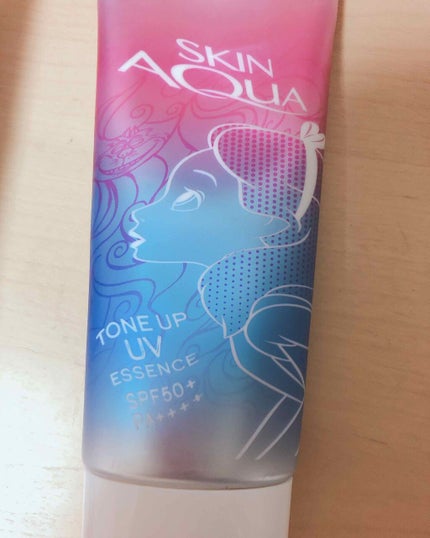 SKIN
AQUA
TONE UP
UV
ESSENCE
SPF50+
PA++++